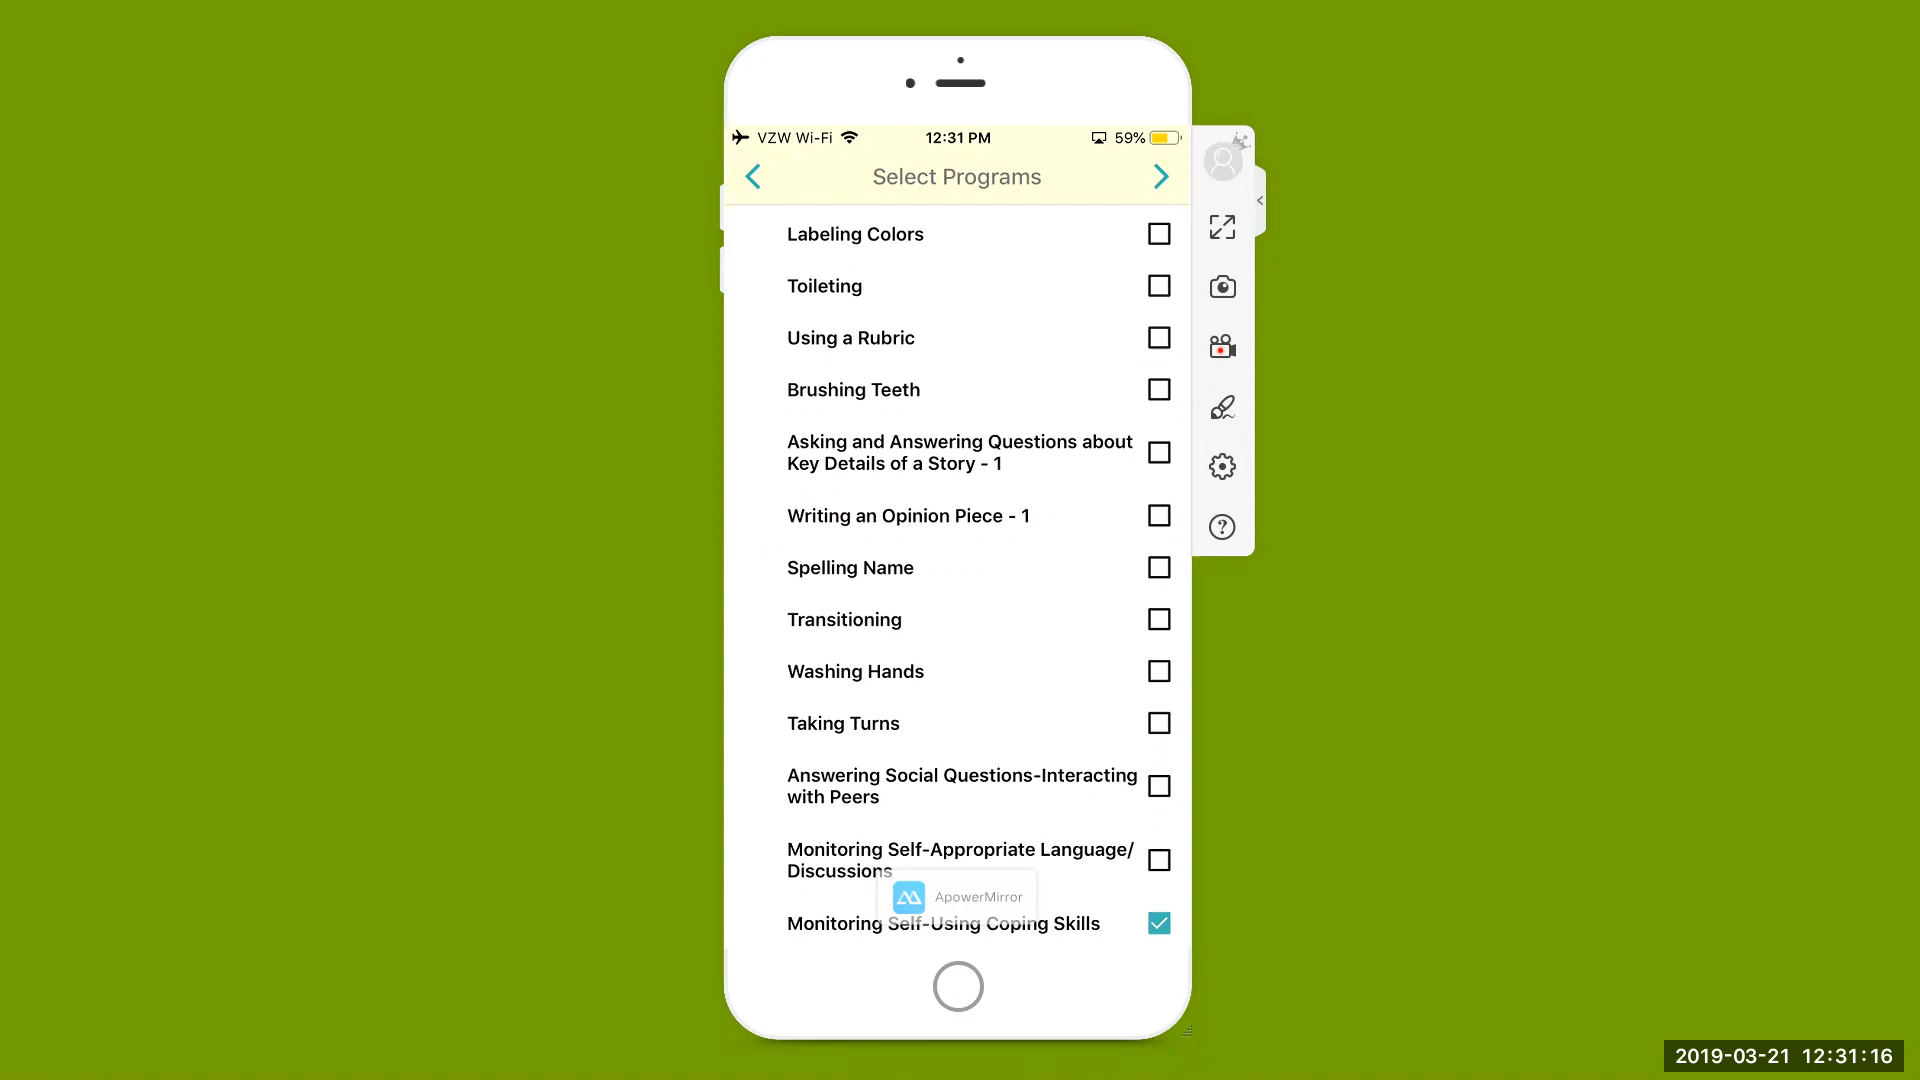 VZW Wi-Fi 12:31 PM 59%
Select Programs
Labeling Colors
Toileting
Using a Rubric
Brushing Teeth
Asking and Answering Questions about
Key Details of a Story - 1
Writing an Opinion Piece - 1
Spelling Name
Transitioning
Washing Hands
Taking Turns
Answering Social Questions-Interacting
with Peers
Monitoring Self-Appropriate Language/
Discussions
ApowerMirror
Monitoring Self-Using Coping Skills
2019-03-21 12:31:16